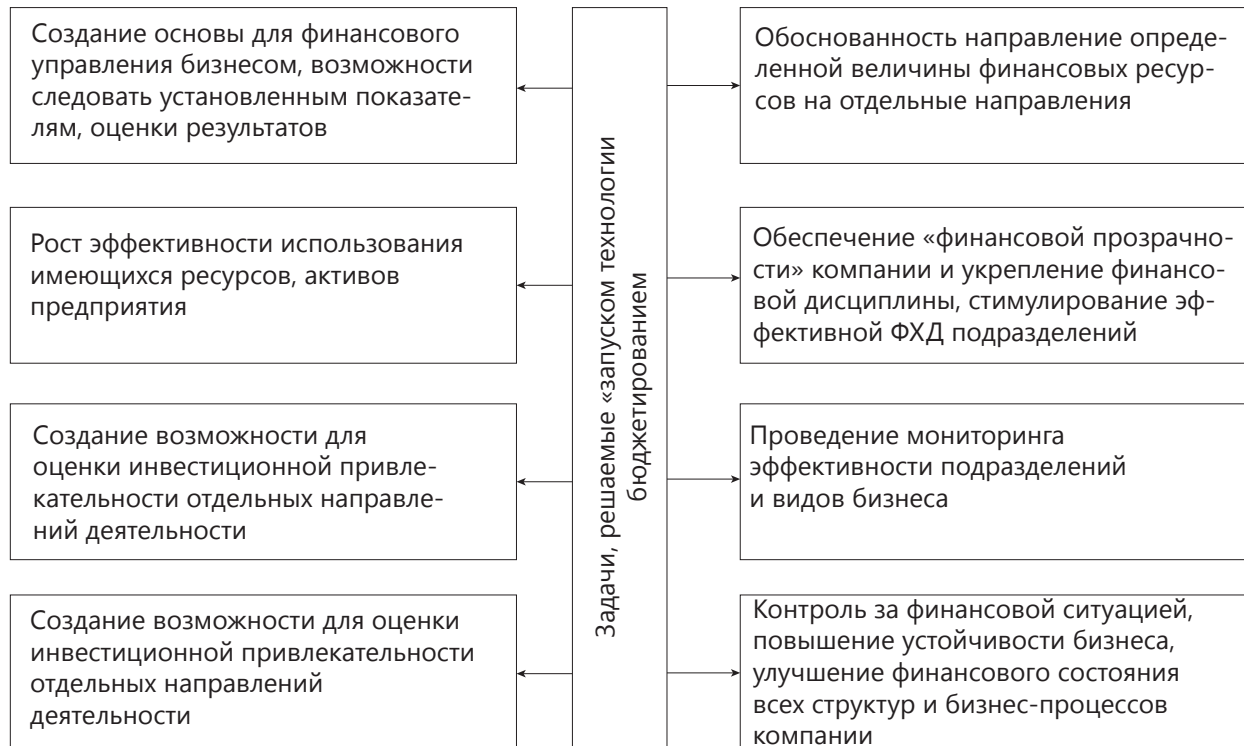 Создание основы для финансового
управления бизнесом, возможности
следовать установленным показате-
лям, оценки результатов
Рост эффективности использования
имеющихся ресурсов, активов
предприятия
Создание возможности для
оценки инвестиционной привле-
кательности отдельных направле-
ний деятельности
Создание возможности для оценки
инвестиционной привлекательности
отдельных направлений
деятельности
Задачи, решаемые «запуском технологии
бюджетированием
Обоснованность направление опреде-
ленной величины финансовых ресур-
сов на отдельные направления
Обеспечение «финансовой прозрачно-
сти» компании и укрепление финансо-
вой дисциплины, стимулирование эф-
фективной ФХД подразделений
Проведение мониторинга
эффективности подразделений
и видов бизнеса
Контроль за финансовой ситуацией,
повышение устойчивости бизнеса,
улучшение финансового состояния
всех структур и бизнес-процессов
компании